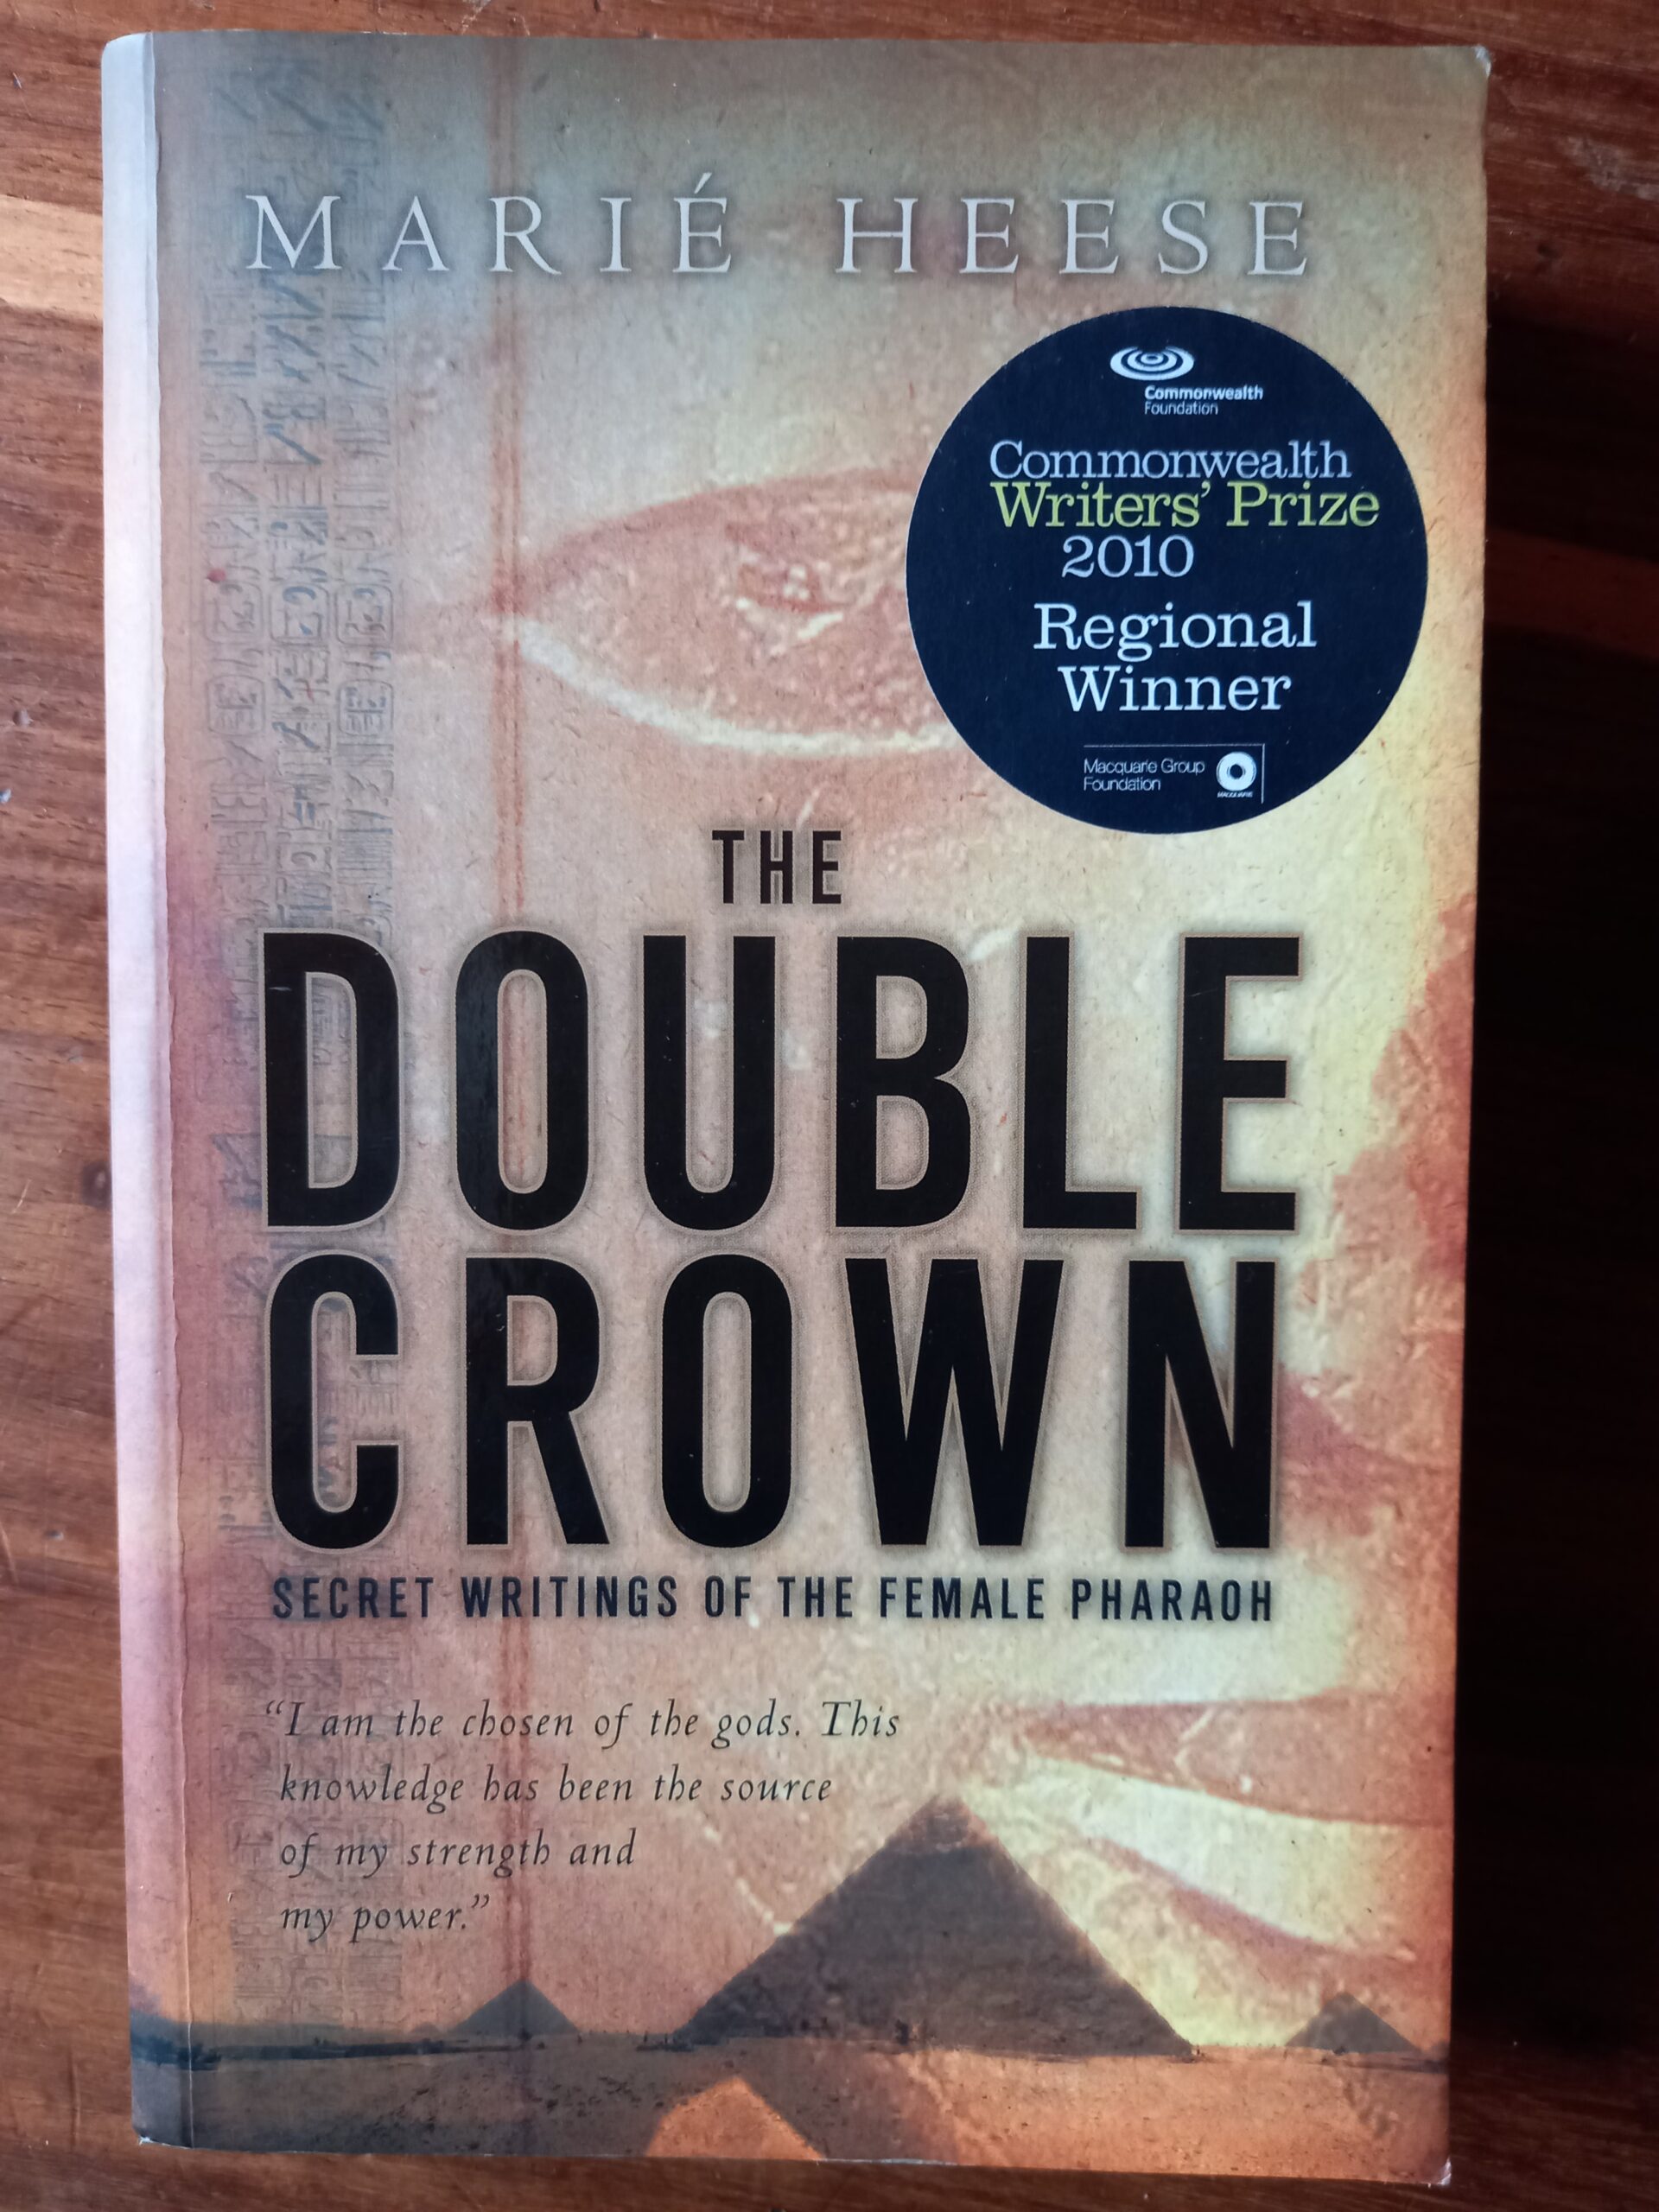 MARIÉ HEESE
Commonwealth
Foundation
Commonwealth
Writers' Prize
2010
Regional
Winner
Macquarie Group
Foundation
MACQUARIE
THE
DOUBLE
CROWN
SECRET WRITINGS OF THE FEMALE PHARAOH
“I am the chosen of the gods. This
knowledge has been the source
of my strength and
my power.”